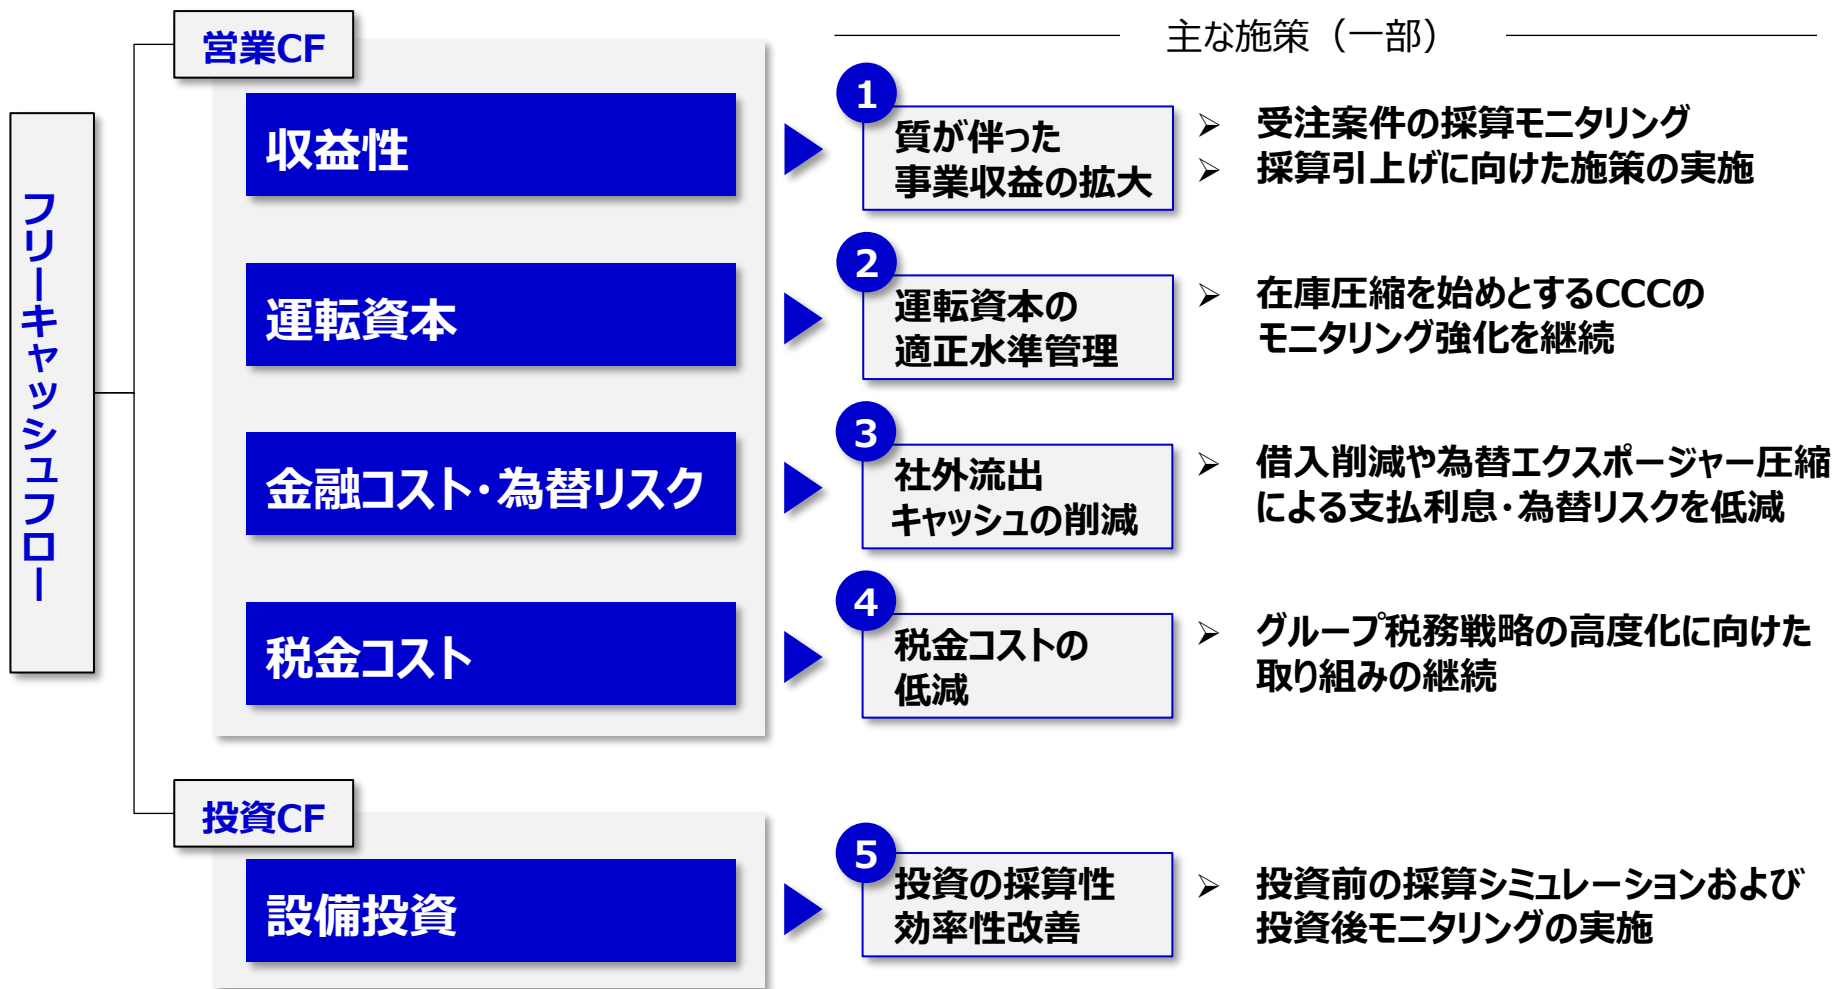 主な施策（一部）
フリーキャッシュフロー
営業CF
収益性
1
質が伴った
事業収益の拡大
➢ 受注案件の採算モニタリング
➢ 採算引上げに向けた施策の実施
運転資本
2
運転資本の
適正水準管理
➢ 在庫圧縮を始めとするCCCの
モニタリング強化を継続
金融コスト・為替リスク
3
社外流出
キャッシュの削減
➢ 借入削減や為替エクスポージャー圧縮
による支払利息・為替リスクを低減
税金コスト
4
税金コストの
低減
➢ グループ税務戦略の高度化に向けた
取り組みの継続
投資CF
設備投資
5
投資の採算性
効率性改善
➢ 投資前の採算シミュレーションおよび
投資後モニタリングの実施